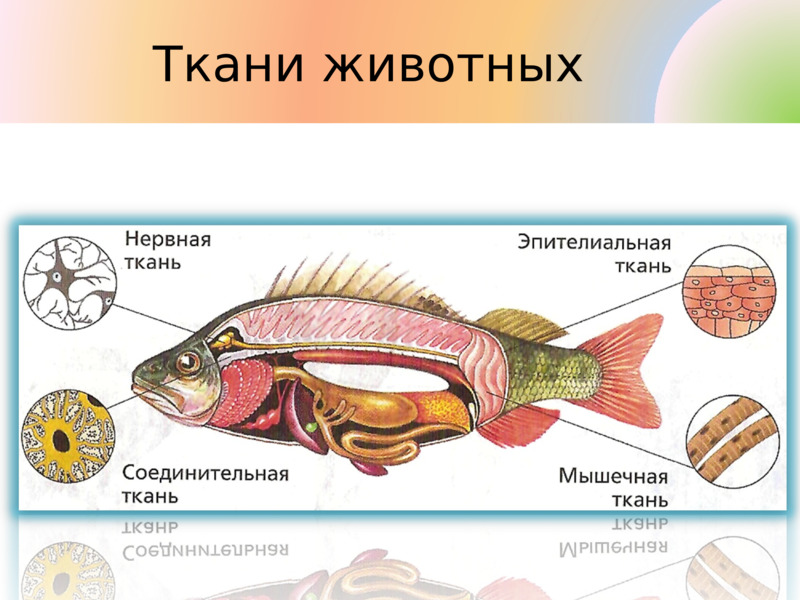 Ткани животных
Нервная
ткань
Эпителиальная
ткань
Соединительная
ткань
Мышечная
ткань